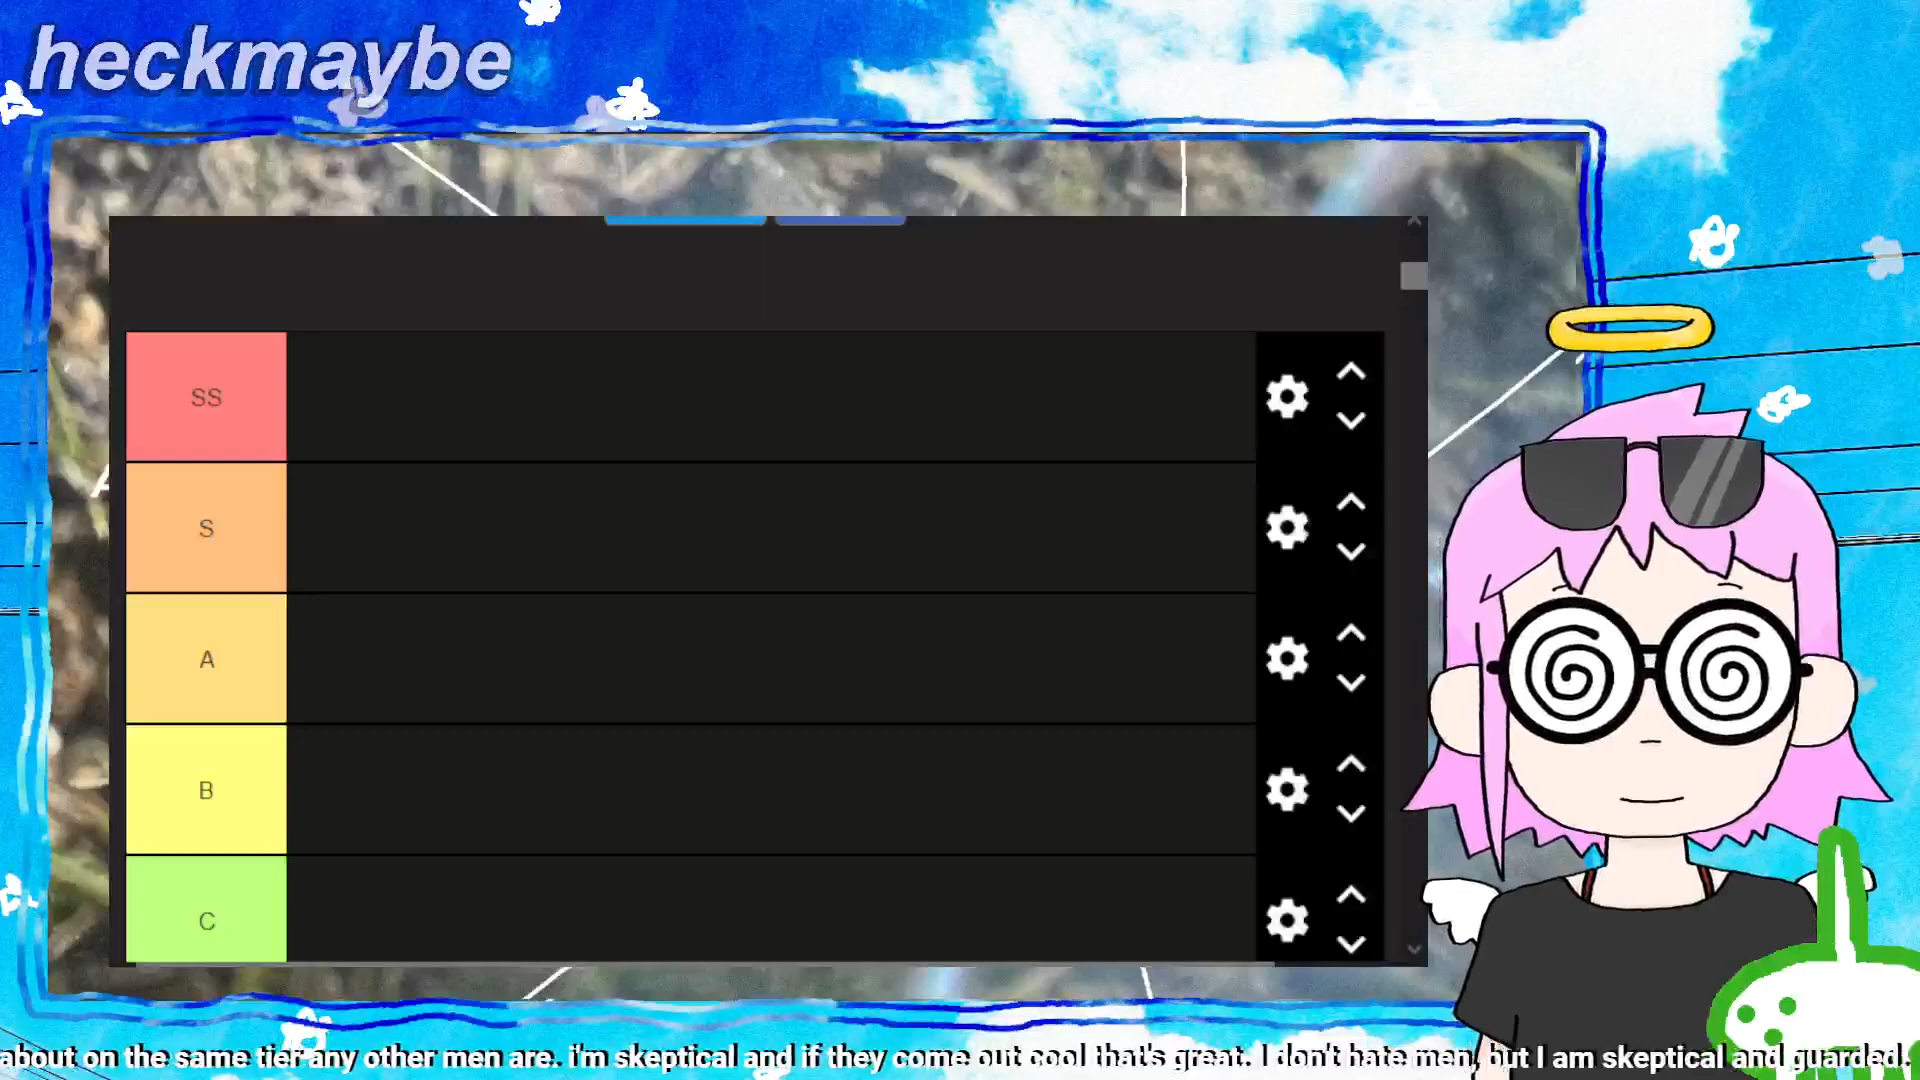 heckmaybe
SS
S
A
B
C
about on the same tier any other men are. i'm skeptical and if they come out cool that's great. I don't hate men, but I am skeptical and guarded.